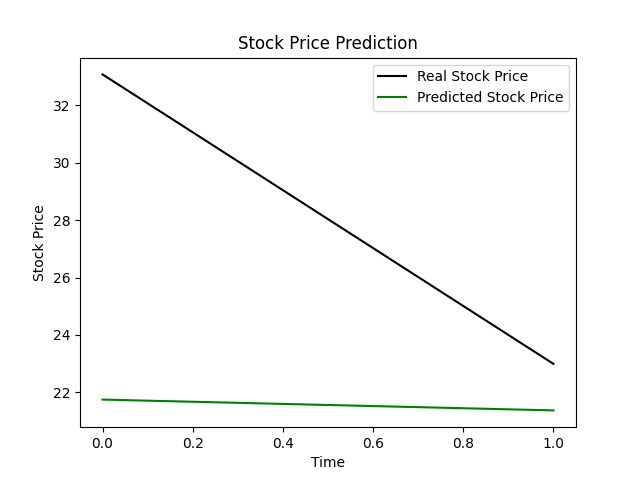 Stock Price Prediction
Real Stock Price
Predicted Stock Price
Stock Price
32
30
28
26
24
22
0.0 0.2 0.4 0.6 0.8 1.0
Time